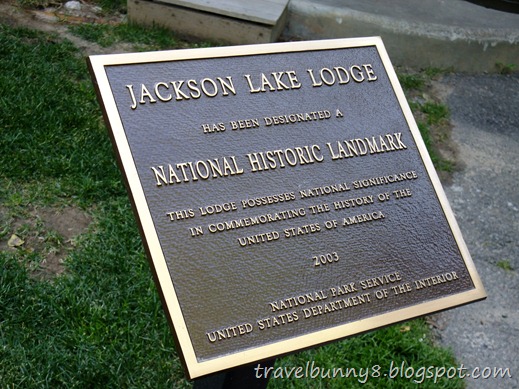 JACKSON LAKE LODGE
HAS BEEN DESIGNATED A
NATIONAL HISTORIC LANDMARK
THIS LODGE POSSESSES NATIONAL SIGNIFICANCE
IN COMMEMORATING THE HISTORY OF THE
UNITED STATES OF AMERICA
2003
NATIONAL PARK SERVICE
UNITED STATES DEPARTMENT OF THE INTERIOR
travelbunny8.blogspot.com